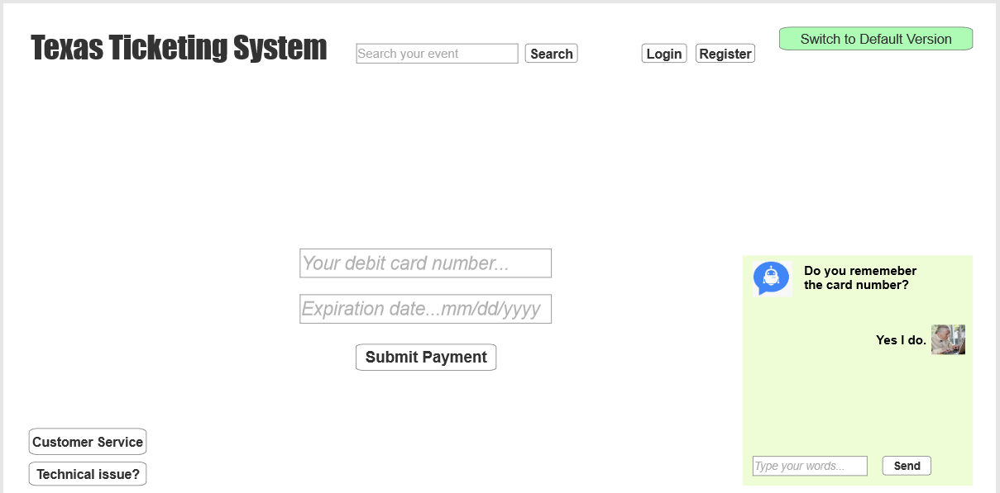 Texas Ticketing System
Search your event
Search
Login
Register
Switch to Default Version
Your debit card number...
Expiration date...mm/dd/yyyy
Submit Payment
Do you rememeber
the card number?
Yes I do.
Customer Service
Technical issue?
Type your words...
Send